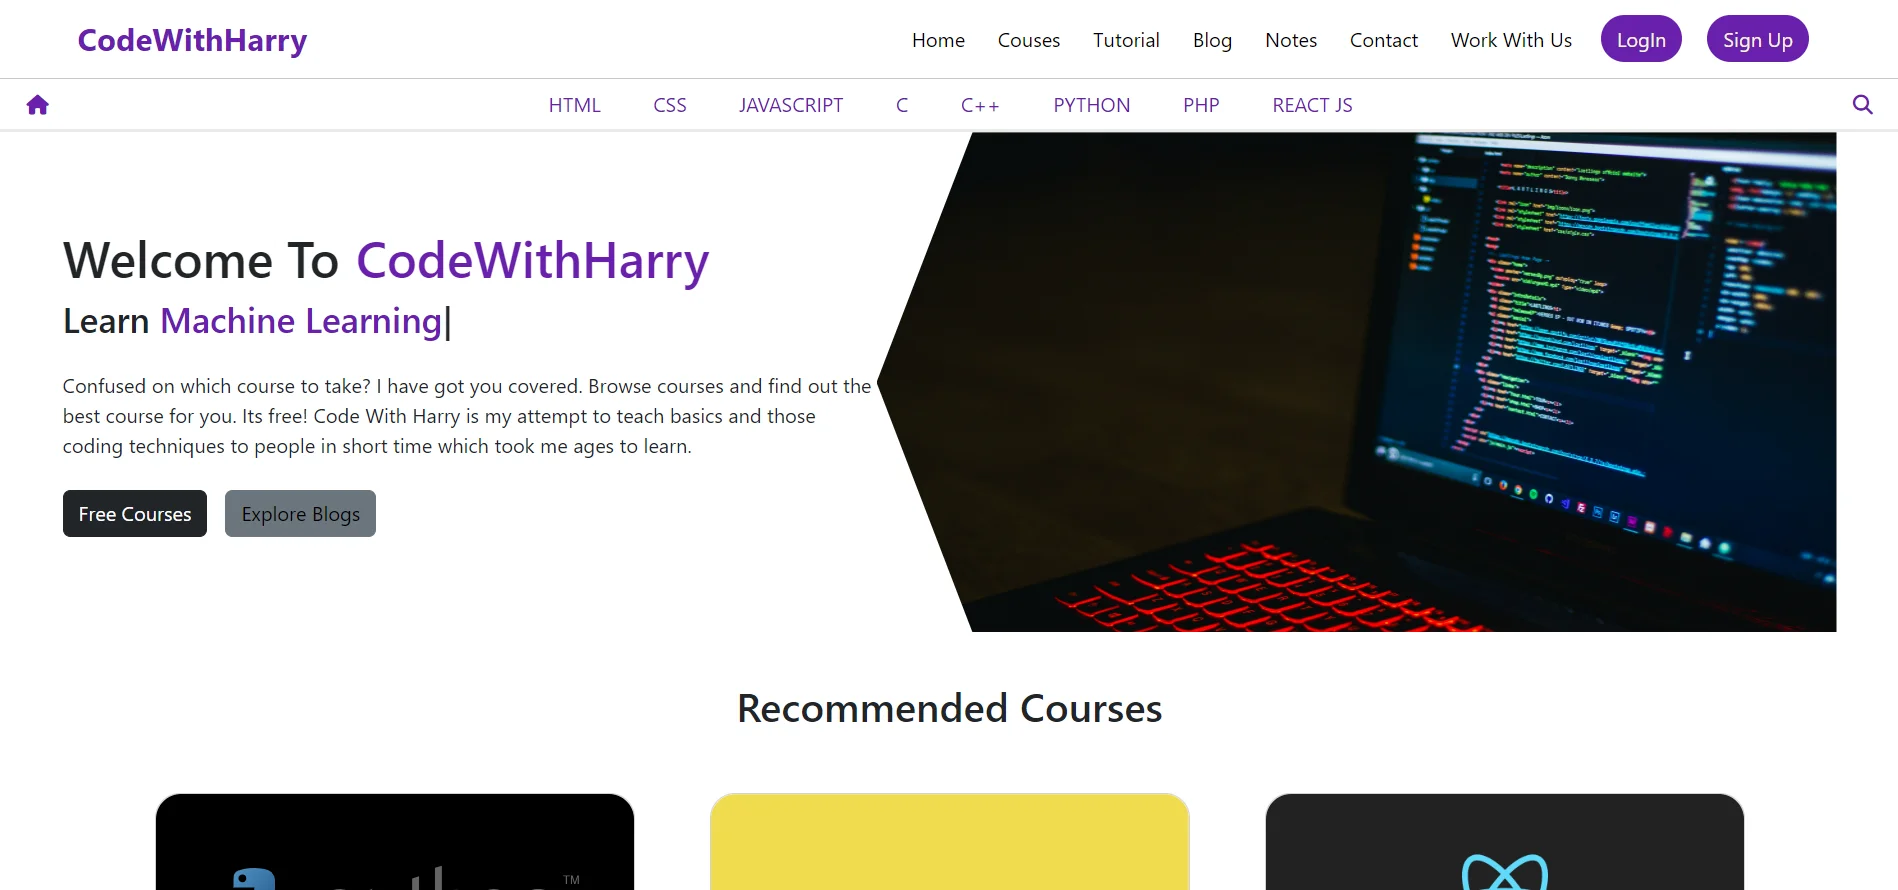 CodeWithHarry
Home Couses Tutorial Blog Notes Contact Work With Us LogIn Sign Up
HTML CSS JAVASCRIPT C C++ PYTHON PHP REACT JS
Welcome To CodeWithHarry
Learn Machine Learning|
Confused on which course to take? I have got you covered. Browse courses and find out the
best course for you. Its free! Code With Harry is my attempt to teach basics and those
coding techniques to people in short time which took me ages to learn.
Free Courses Explore Blogs
Recommended Courses
TM